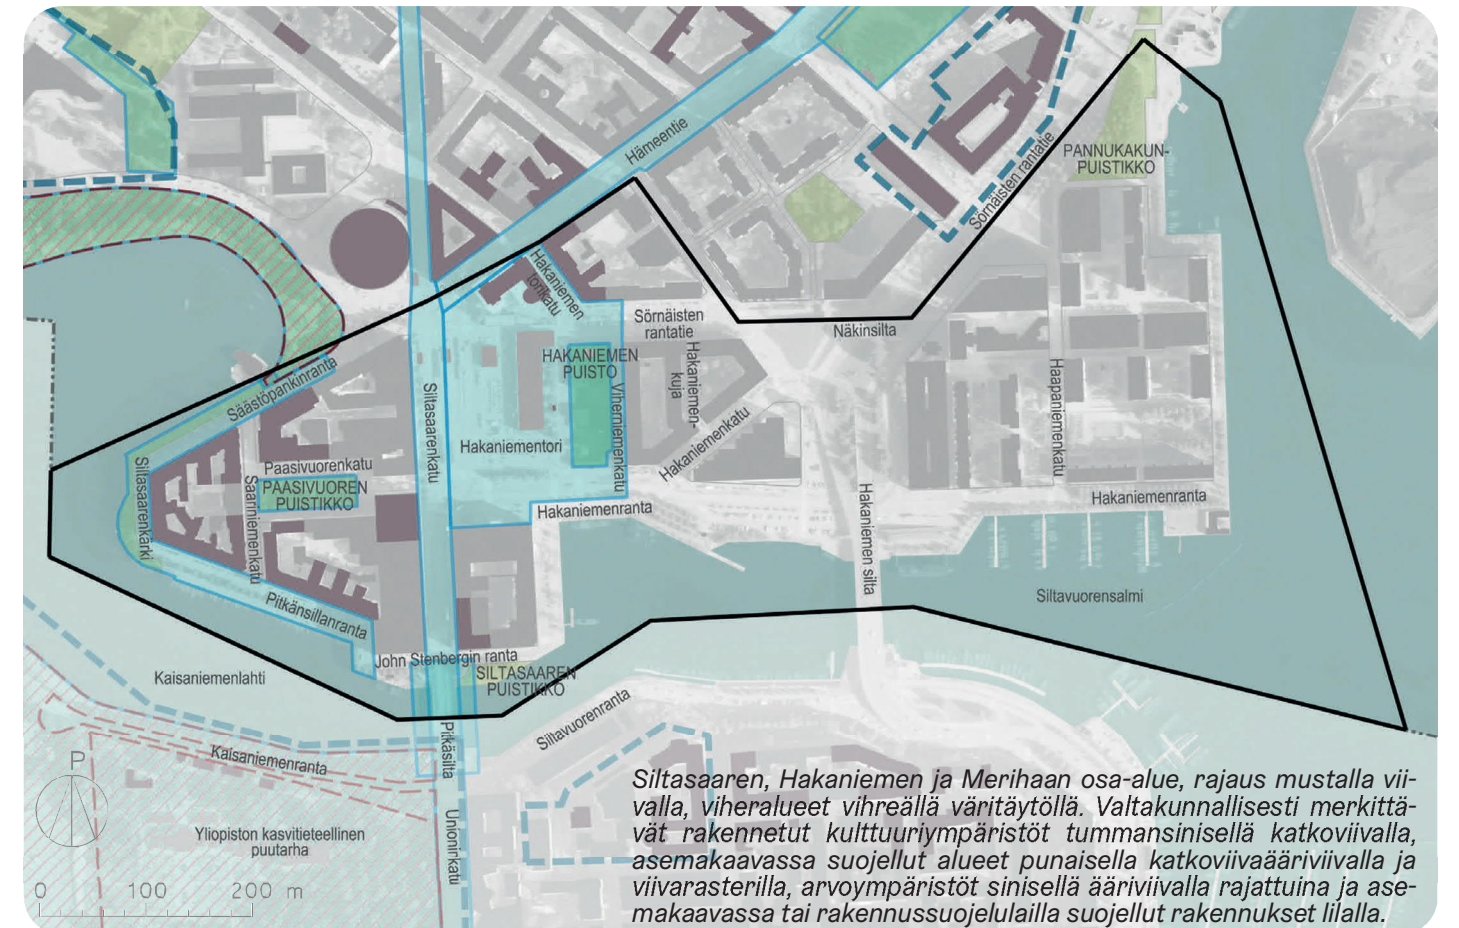 Hämeentie
PANNUKAKUN-
PUISTIKKO
Sörnäisten rantatie
Hakaniemen
torikatu
Sörnäisten
rantatie
Näkinsilta
HAKANIEMEN
PUISTO
Hakaniemen-
kuja
Säästöpankinranta
Siltasaarenkatu
Viherniemenkatu
Haapaniemenkatu
Hakaniementori
Hakaniemenkatu
Paasivuorenkatu
PAASIVUOREN
PUISTIKKO
Siltasaarenkärki
Saariniemenkatu
Hakaniemenranta
Hakaniemenranta
Hakaniemen silta
Pitkänsillanranta
Siltavuorensalmi
John Stenbergin ranta
SILTASAAREN
PUISTIKKO
Kaisaniemenlahti
Siltavuorenranta
Pitkäsilta
Kaisaniemenranta
P
Unioninkatu
Yliopiston kasvitieteellinen
puutarha
0 100 200 m
Siltasaaren, Hakaniemen ja Merihaan osa-alue, rajaus mustalla vii-
valla, viheralueet vihreällä väritäytöllä. Valtakunnallisesti merkittä-
vät rakennetut kulttuuriympäristöt tummansinisellä katkoviivalla,
asemakaavassa suojellut alueet punaisella katkoviivaääriviivalla ja
viivarasterilla, arvoympäristöt sinisellä ääriviivalla rajattuina ja ase-
makaavassa tai rakennussuojelulailla suojellut rakennukset lilalla.